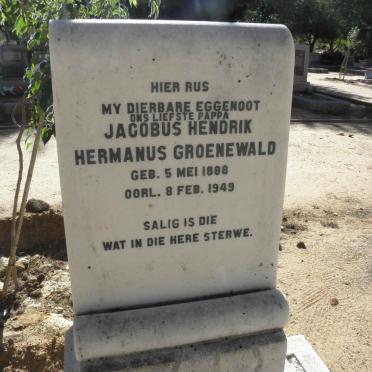 HIER RUS
MY DIERBARE EGGENOOT
ONS LIEFSTE PAPPA
JACOBUS HENDRIK
HERMANUS GROENEWALD
GEB. 5 MEI 1888
OORL. 8 FEB. 1949
SALIG IS DIE
WAT IN DIE HERE STERWE.